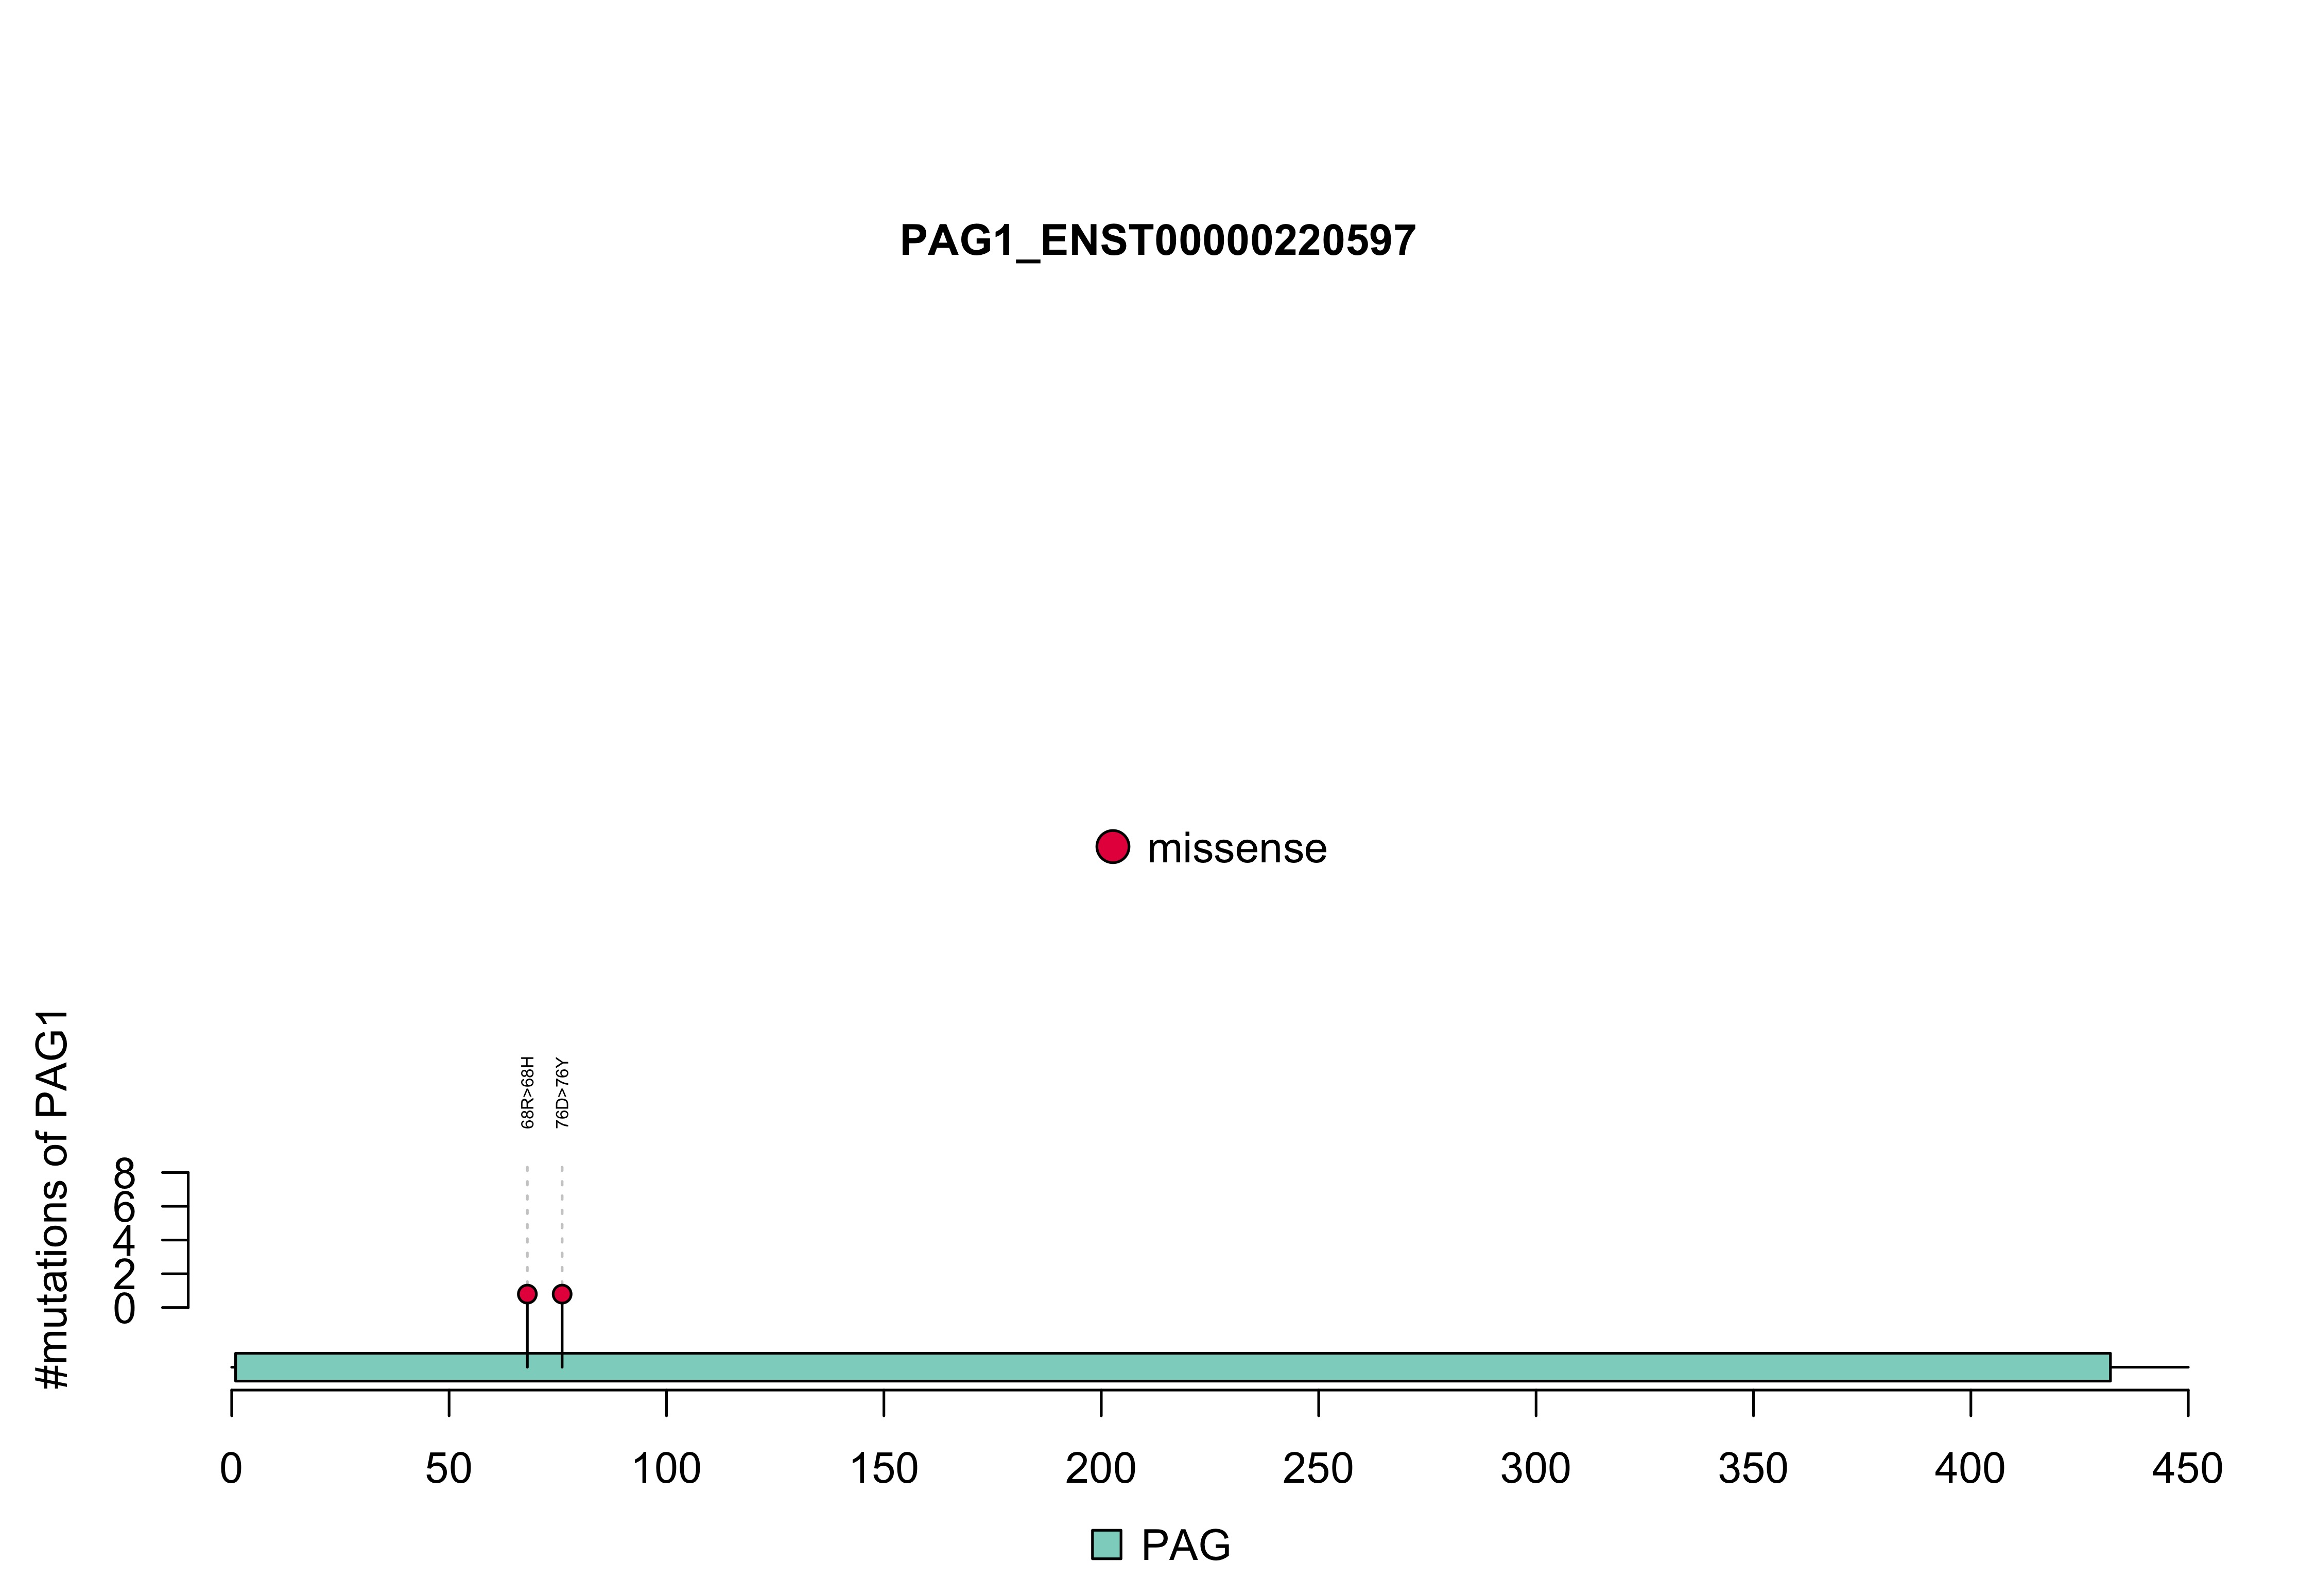 PAG1_ENST00000220597
missense
#mutations of PAG1
68R>68H
76D>76Y
8
6
4
2
0
0 50 100 150 200 250 300 350 400 450
PAG